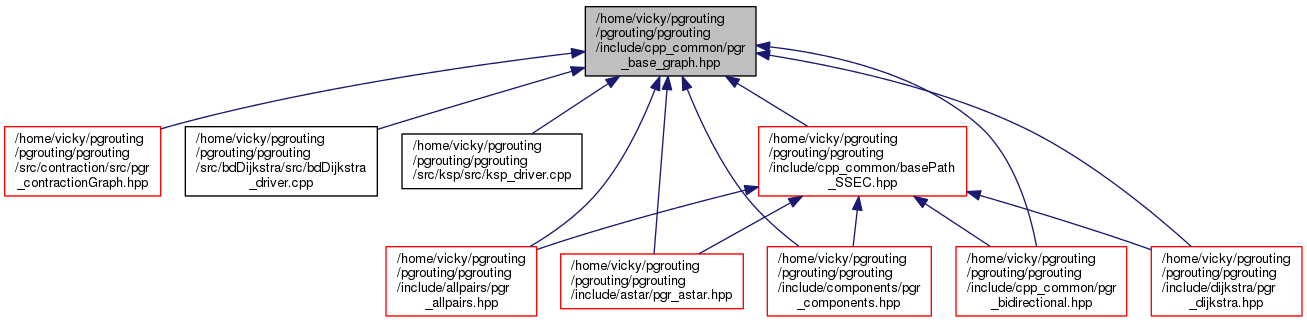 /home/vicky/pgrouting
/pgrouting/pgrouting
/include/cpp_common/pgr
_base_graph.hpp
/home/vicky/pgrouting
/pgrouting/pgrouting
/src/contraction/src/pgr
_contractionGraph.hpp
/home/vicky/pgrouting
/pgrouting/pgrouting
/src/bdDijkstra/src/bdDijkstra
_driver.cpp
/home/vicky/pgrouting
/pgrouting/pgrouting
/src/ksp/src/ksp_driver.cpp
/home/vicky/pgrouting
/pgrouting/pgrouting
/include/cpp_common/basePath
_SSEC.hpp
/home/vicky/pgrouting
/pgrouting/pgrouting
/include/allpairs/pgr
_allpairs.hpp
/home/vicky/pgrouting
/pgrouting/pgrouting
/include/astar/pgr_astar.hpp
/home/vicky/pgrouting
/pgrouting/pgrouting
/include/components/pgr
_components.hpp
/home/vicky/pgrouting
/pgrouting/pgrouting
/include/cpp_common/pgr
_bidirectional.hpp
/home/vicky/pgrouting
/pgrouting/pgrouting
/include/dijkstra/pgr
_dijkstra.hpp